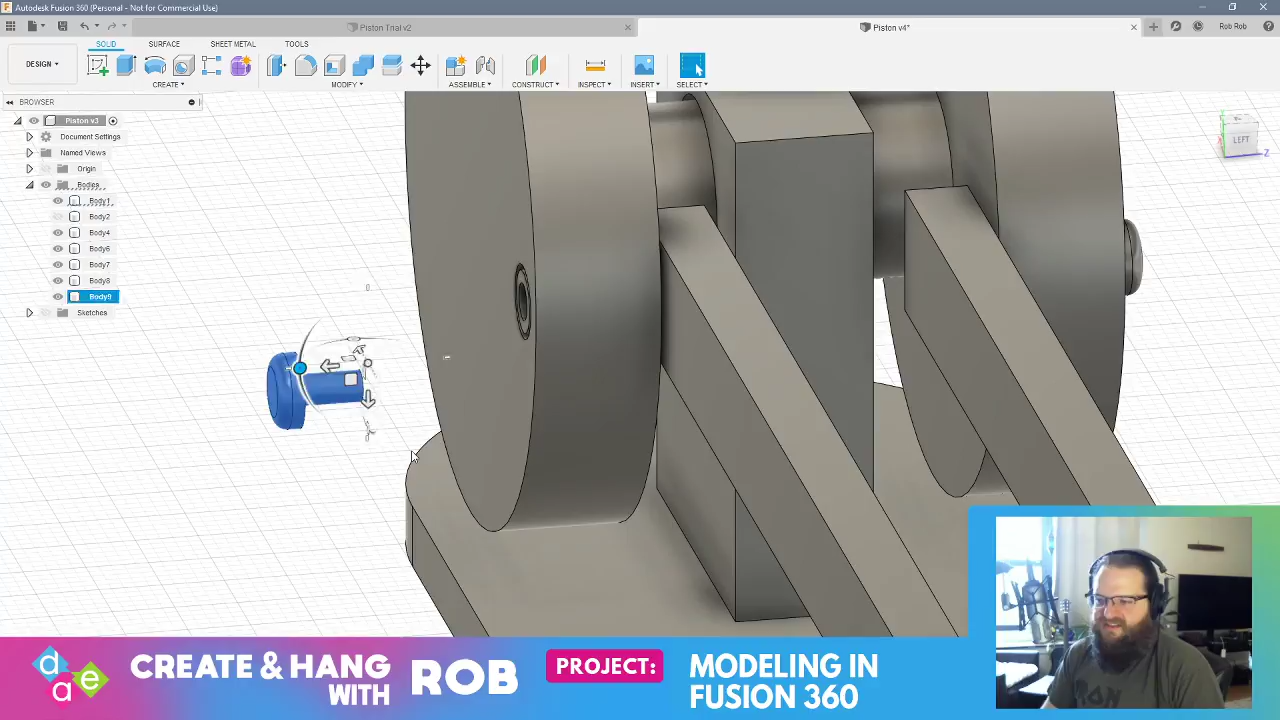 Autodesk Fusion 360 (Personal - Not for Commercial Use)
Piston Trial v2
Piston v4*
Rob Rob
SOLID SURFACE SHEET METAL TOOLS
DESIGN
CREATE MODIFY ASSEMBLE CONSTRUCT INSPECT INSERT SELECT
BROWSER
Piston v3
Document Settings
Named Views
Origin
Bodies
Body1
Body2
Body4
Body6
Body7
Body8
Body9
Sketches
LEFT
Z
dae
CREATE & HANG
WITH
ROB
PROJECT:
MODELING IN
FUSION 360